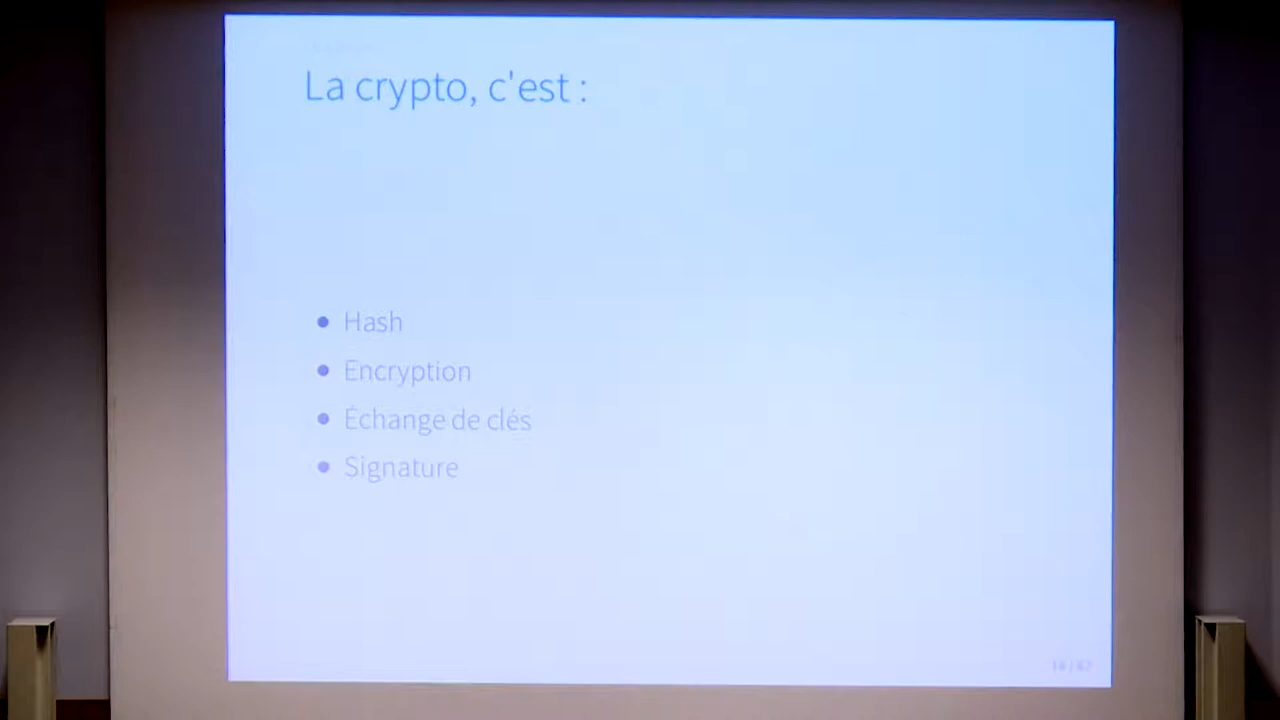 La crypto, c'est :
Hash
Encryption
Échange de clés
Signature